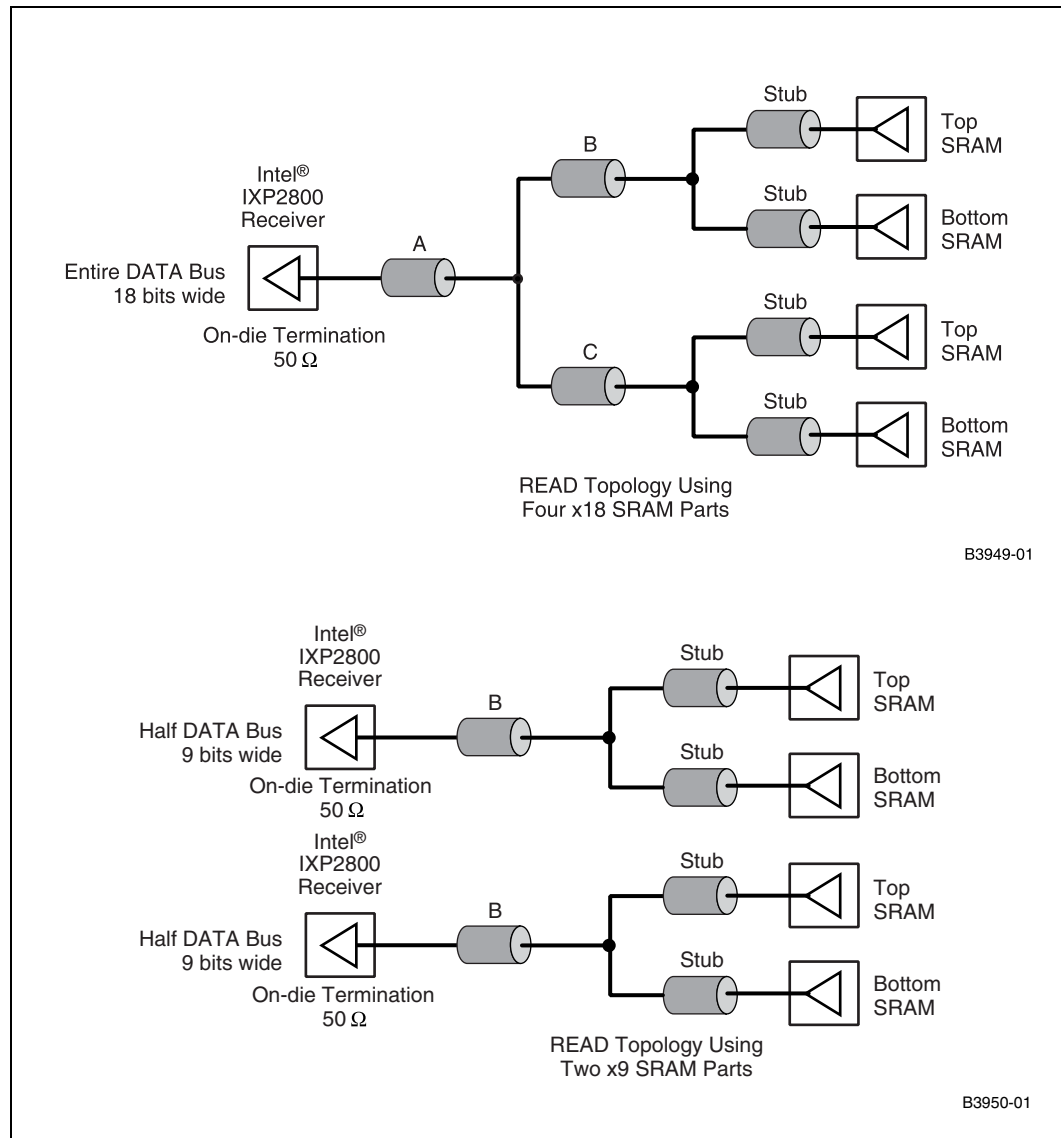 Stub
Top
SRAM
B
Intel®
IXP2800
Receiver
Stub
Bottom
SRAM
A
Entire DATA Bus
18 bits wide
On-die Termination
50 Ω
Stub
Top
SRAM
C
Stub
Bottom
SRAM
READ Topology Using
Four x18 SRAM Parts
B3949-01
Intel®
IXP2800
Receiver
Stub
Top
SRAM
B
Half DATA Bus
9 bits wide
Stub
Bottom
SRAM
On-die Termination
50 Ω
Intel®
IXP2800
Receiver
Stub
Top
SRAM
B
Half DATA Bus
9 bits wide
Stub
Bottom
SRAM
On-die Termination
50 Ω
READ Topology Using
Two x9 SRAM Parts
B3950-01